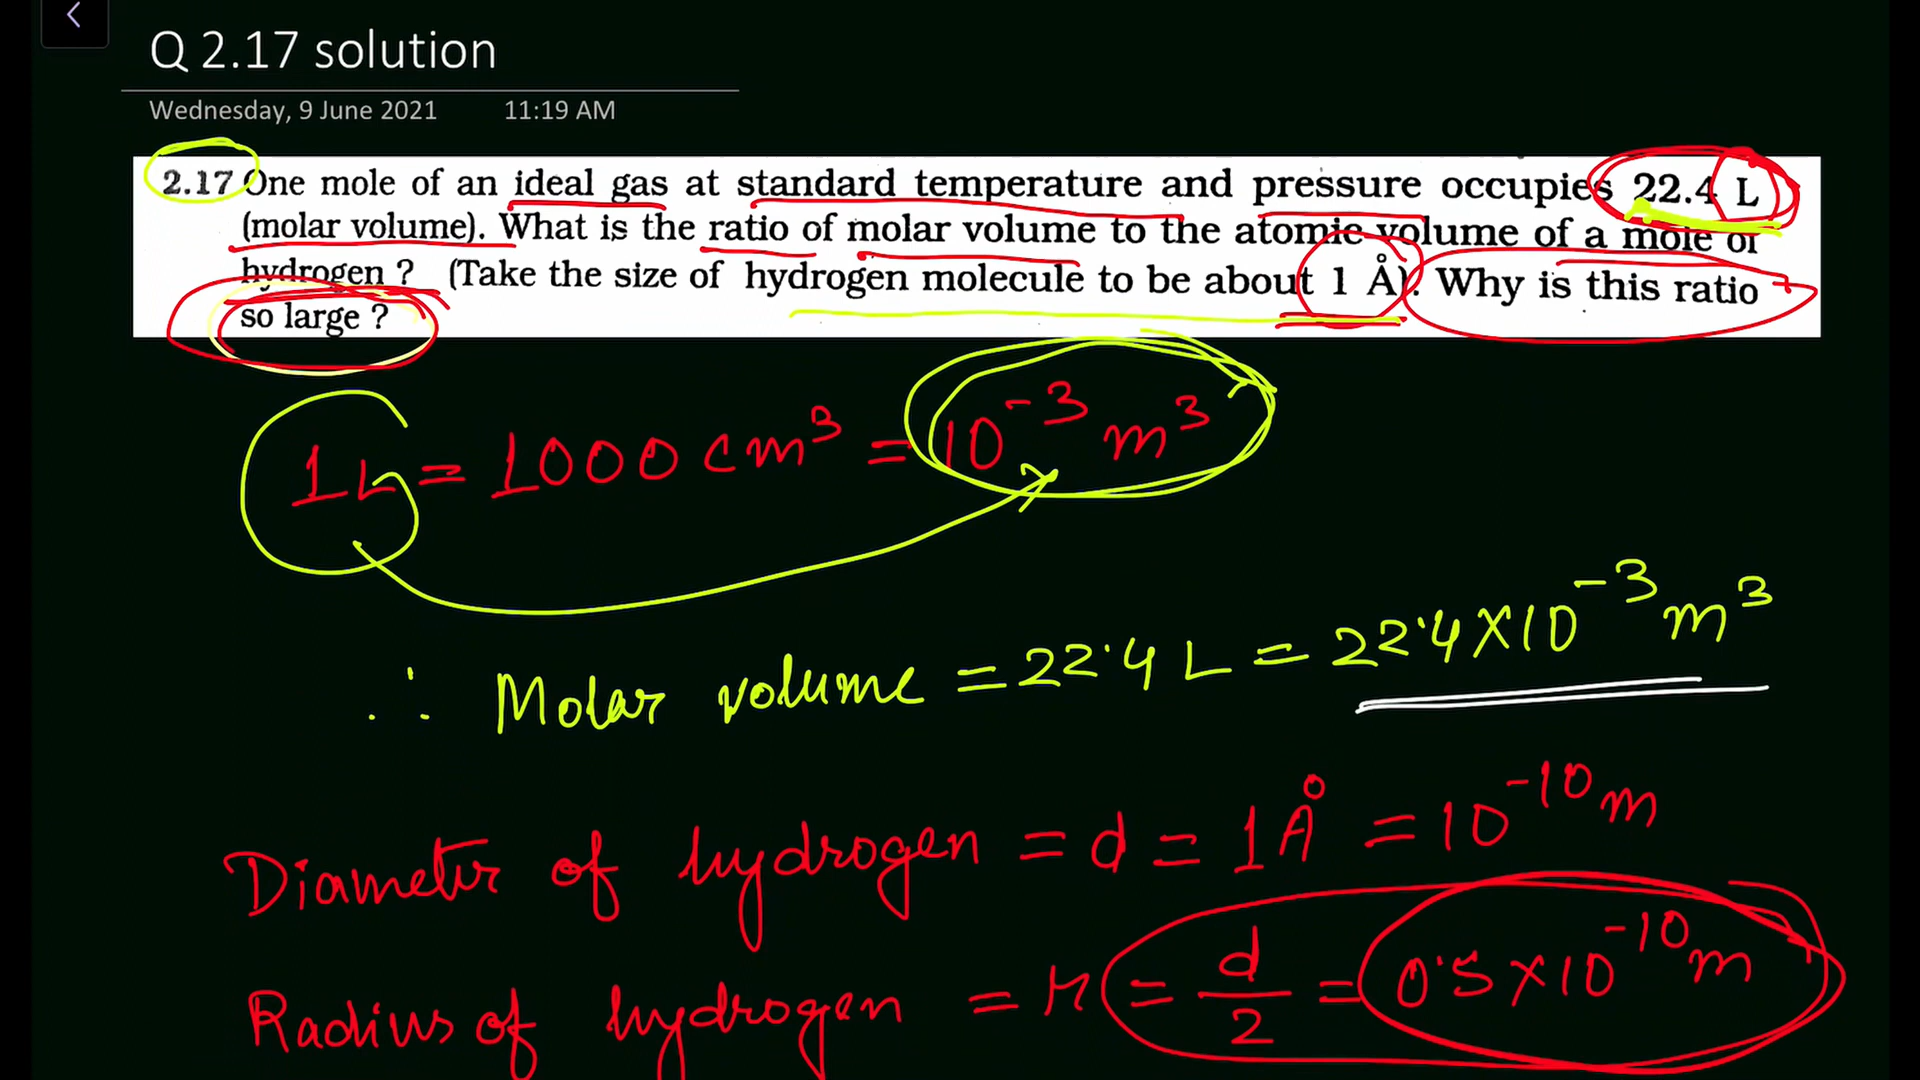 Q 2.17 solution
Wednesday, 9 June 2021 11:19 AM
2.17 One mole of an ideal gas at standard temperature and pressure occupies 22.4 L
(molar volume). What is the ratio of molar volume to the atomic volume of a mole of
hydrogen ? (Take the size of hydrogen molecule to be about 1 Å). Why is this ratio
so large ?
1L = 1000 cm³ = 10⁻³ m³
∴ Molar volume = 22.4 L = 22.4 × 10⁻³ m³
Diameter of hydrogen = d = 1Å = 10⁻¹⁰ m
Radius of hydrogen = r = d/2 = 0.5 × 10⁻¹⁰ m